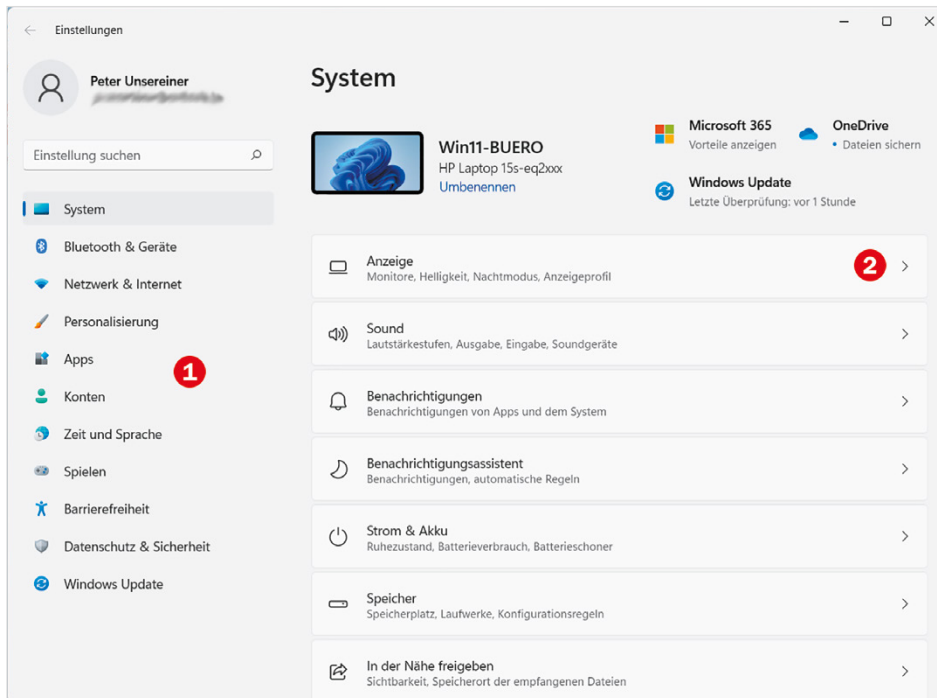 Einstellungen
Peter Unsereiner
Einstellung suchen
System
Bluetooth & Geräte
Netzwerk & Internet
Personalisierung
Apps
1
Konten
Zeit und Sprache
Spielen
Barrierefreiheit
Datenschutz & Sicherheit
Windows Update
System
Win11-BUERO
HP Laptop 15s-eq2xxx
Umbenennen
Microsoft 365
Vorteile anzeigen
OneDrive
• Dateien sichern
Windows Update
Letzte Überprüfung: vor 1 Stunde
Anzeige
Monitore, Helligkeit, Nachtmodus, Anzeigeprofil
2
Sound
Lautstärkestufen, Ausgabe, Eingabe, Soundgeräte
Benachrichtigungen
Benachrichtigungen von Apps und dem System
Benachrichtigungsassistent
Benachrichtigungen, automatische Regeln
Strom & Akku
Ruhezustand, Batterieverbrauch, Batterieschoner
Speicher
Speicherplatz, Laufwerke, Konfigurationsregeln
In der Nähe freigeben
Sichtbarkeit, Speicherort der empfangenen Dateien